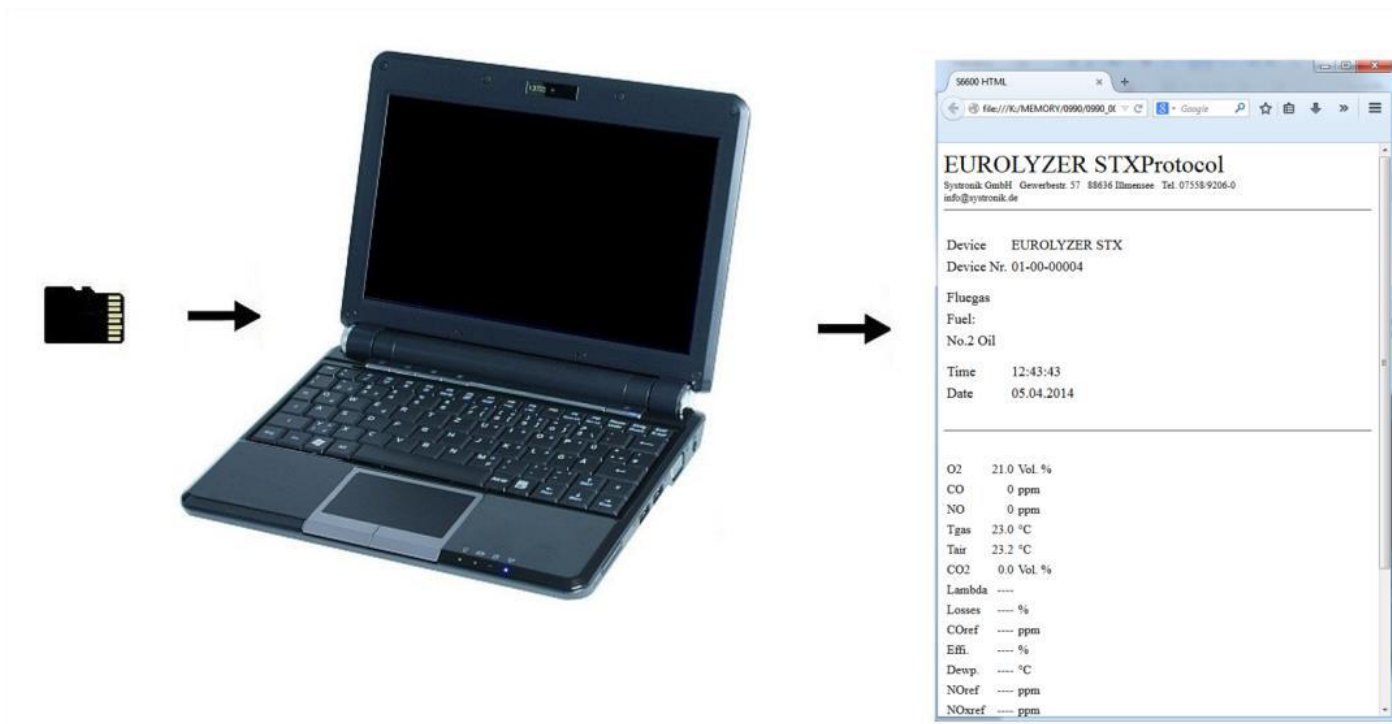 S6600 HTML
file:///K:/MEMORY/0990/0990_0(
Google
EUROLYZER STXProtocol
Systronik GmbH Gewerbestr. 57 88636 Illmensee Tel. 07558/9206-0
info@systronik.de
Device EUROLYZER STX
Device Nr. 01-00-00004
Fluegas
Fuel:
No.2 Oil
Time 12:43:43
Date 05.04.2014
O2 21.0 Vol. %
CO 0 ppm
NO 0 ppm
Tgas 23.0 °C
Tair 23.2 °C
CO2 0.0 Vol. %
Lambda ----
Losses ---- %
COref ---- ppm
Effi. ---- %
Dewp. ---- °C
NOref ---- ppm
NOxref ---- ppm